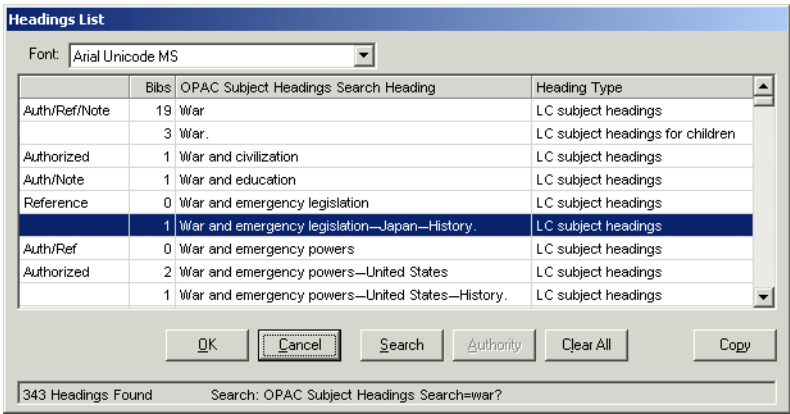 Headings List
Font: Arial Unicode MS
Bibs OPAC Subject Headings Search Heading Heading Type
Auth/Ref/Note 19 War LC subject headings
3 War. LC subject headings for children
Authorized 1 War and civilization LC subject headings
Auth/Note 1 War and education LC subject headings
Reference 0 War and emergency legislation LC subject headings
1 War and emergency legislation—Japan—History. LC subject headings
Auth/Ref 0 War and emergency powers LC subject headings
Authorized 2 War and emergency powers—United States LC subject headings
1 War and emergency powers—United States—History. LC subject headings
OK Cancel Search Authority Clear All Copy
343 Headings Found Search: OPAC Subject Headings Search=war?